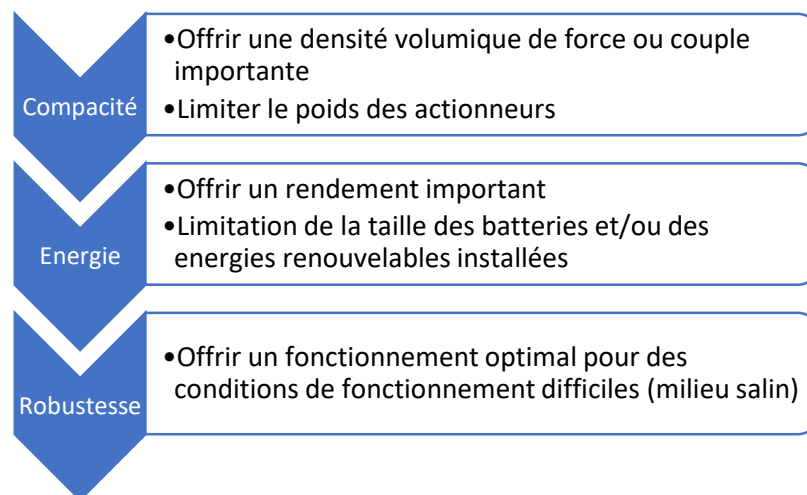 •Offrir une densité volumique de force ou couple
importante
Compacité
•Limiter le poids des actionneurs
•Offrir un rendement important
•Limitation de la taille des batteries et/ou des
Energie
energies renouvelables installées
•Offrir un fonctionnement optimal pour des
conditions de fonctionnement difficiles (milieu salin)
Robustesse